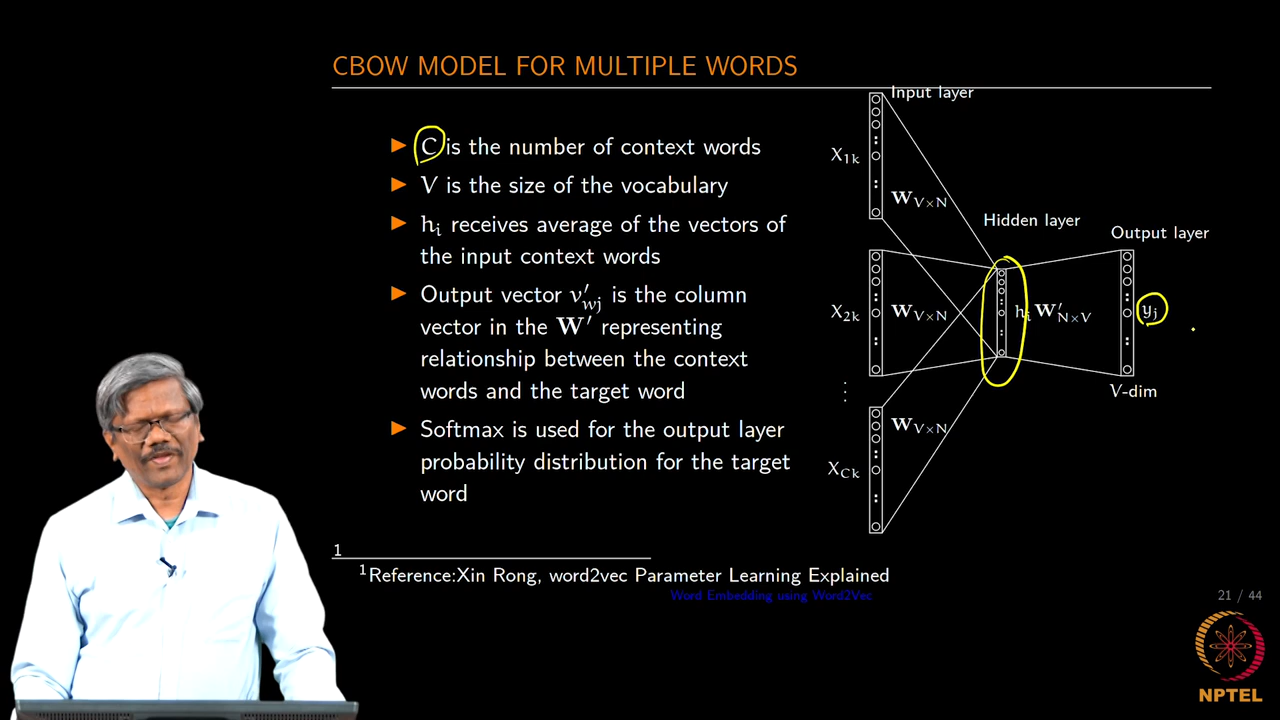 CBOW MODEL FOR MULTIPLE WORDS
C is the number of context words
V is the size of the vocabulary
hᵢ receives average of the vectors of
the input context words
Output vector v′wj is the column
vector in the W′ representing
relationship between the context
words and the target word
Softmax is used for the output layer
probability distribution for the target
word
Input layer
X1k
WV×N
Hidden layer
Output layer
X2k
WV×N
hᵢ W′N×V
yj
V-dim
XCk
WV×N
1
1Reference:Xin Rong, word2vec Parameter Learning Explained
Word Embedding using Word2Vec
21 / 44
NPTEL